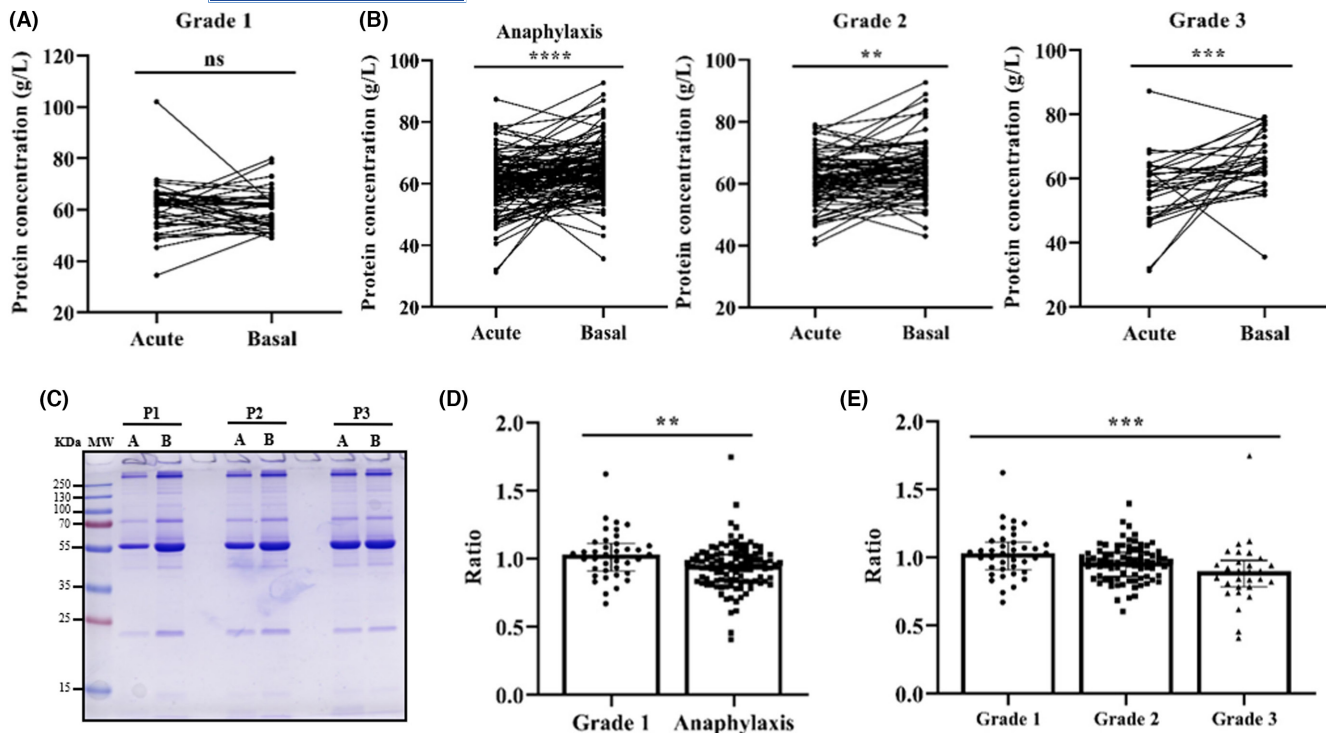 (A)
Grade 1
ns
Protein concentration (g/L)
120
100
80
60
40
20
Acute Basal
(B)
Anaphylaxis
****
Protein concentration (g/L)
100
80
60
40
20
Acute Basal
Grade 2
**
Protein concentration (g/L)
100
80
60
40
20
Acute Basal
Grade 3
***
Protein concentration (g/L)
100
80
60
40
20
Acute Basal
(C)
P1 P2 P3
KDa MW A B A B A B
250
130
100
70
55
35
25
15
(D)
**
Ratio
2.0
1.5
1.0
0.5
0.0
Grade 1 Anaphylaxis
(E)
***
Ratio
2.0
1.5
1.0
0.5
0.0
Grade 1 Grade 2 Grade 3